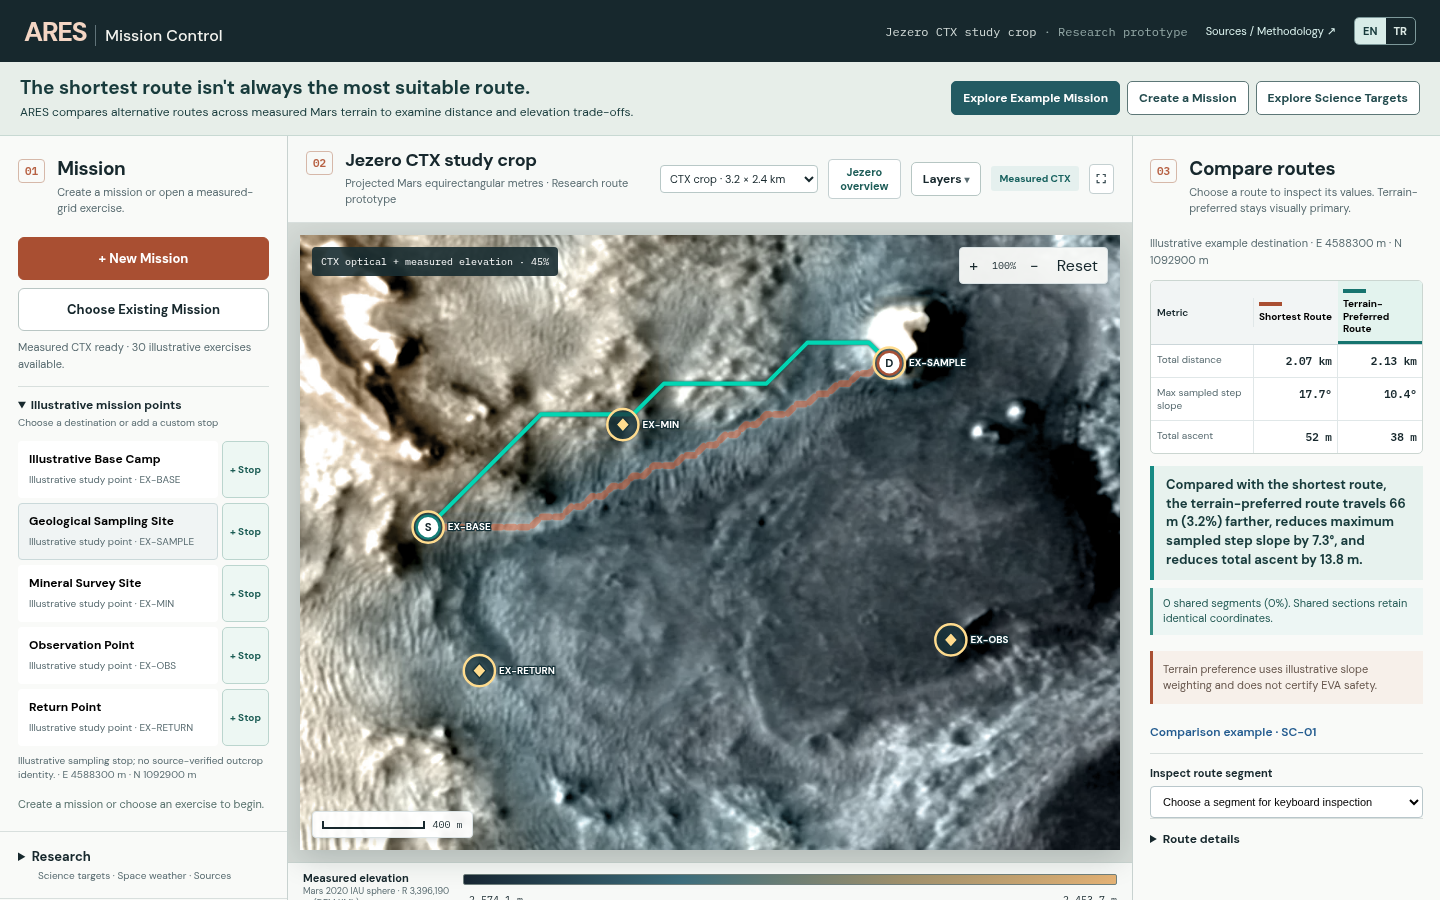 ARES Mission Control
Jezero CTX study crop · Research prototype
Sources / Methodology ↗
EN TR
The shortest route isn't always the most suitable route.
ARES compares alternative routes across measured Mars terrain to examine distance and elevation trade-offs.
Explore Example Mission
Create a Mission
Explore Science Targets
01 Mission
Create a mission or open a measured-
grid exercise.
+ New Mission
Choose Existing Mission
Measured CTX ready · 30 illustrative exercises
available.
▼ Illustrative mission points
Choose a destination or add a custom stop
Illustrative Base Camp
Illustrative study point · EX-BASE
+ Stop
Geological Sampling Site
Illustrative study point · EX-SAMPLE
+ Stop
Mineral Survey Site
Illustrative study point · EX-MIN
+ Stop
Observation Point
Illustrative study point · EX-OBS
+ Stop
Return Point
Illustrative study point · EX-RETURN
+ Stop
Illustrative sampling stop; no source-verified outcrop
identity. · E 4588300 m · N 1092900 m
Create a mission or choose an exercise to begin.
▶ Research
Science targets · Space weather · Sources
02 Jezero CTX study crop
Projected Mars equirectangular metres · Research route
prototype
CTX crop · 3.2 × 2.4 km
Jezero
overview
Layers ▾
Measured CTX
CTX optical + measured elevation · 45%
+ 100% − Reset
D EX-SAMPLE
EX-MIN
S EX-BASE
EX-OBS
EX-RETURN
400 m
Measured elevation
Mars 2020 IAU sphere · R 3,396,190
03 Compare routes
Choose a route to inspect its values. Terrain-
preferred stays visually primary.
Illustrative example destination · E 4588300 m · N
1092900 m
Metric
Shortest Route
Terrain-
Preferred
Route
Total distance 2.07 km 2.13 km
Max sampled step
slope
17.7° 10.4°
Total ascent 52 m 38 m
Compared with the shortest route,
the terrain-preferred route travels 66
m (3.2%) farther, reduces maximum
sampled step slope by 7.3°, and
reduces total ascent by 13.8 m.
0 shared segments (0%). Shared sections retain
identical coordinates.
Terrain preference uses illustrative slope
weighting and does not certify EVA safety.
Comparison example · SC-01
Inspect route segment
Choose a segment for keyboard inspection
▶ Route details